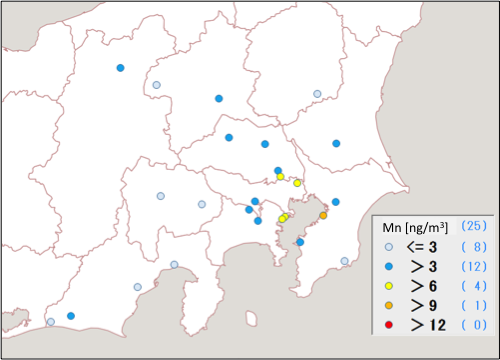 Mn [ng/m³] (25)
<= 3 ( 8)
> 3 (12)
> 6 ( 4)
> 9 ( 1)
> 12 ( 0)